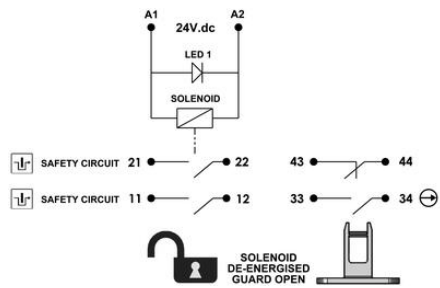 A1 A2
24V.dc
LED 1
SOLENOID
SAFETY CIRCUIT 21 22 43 44
SAFETY CIRCUIT 11 12 33 34
SOLENOID
DE-ENERGISED
GUARD OPEN